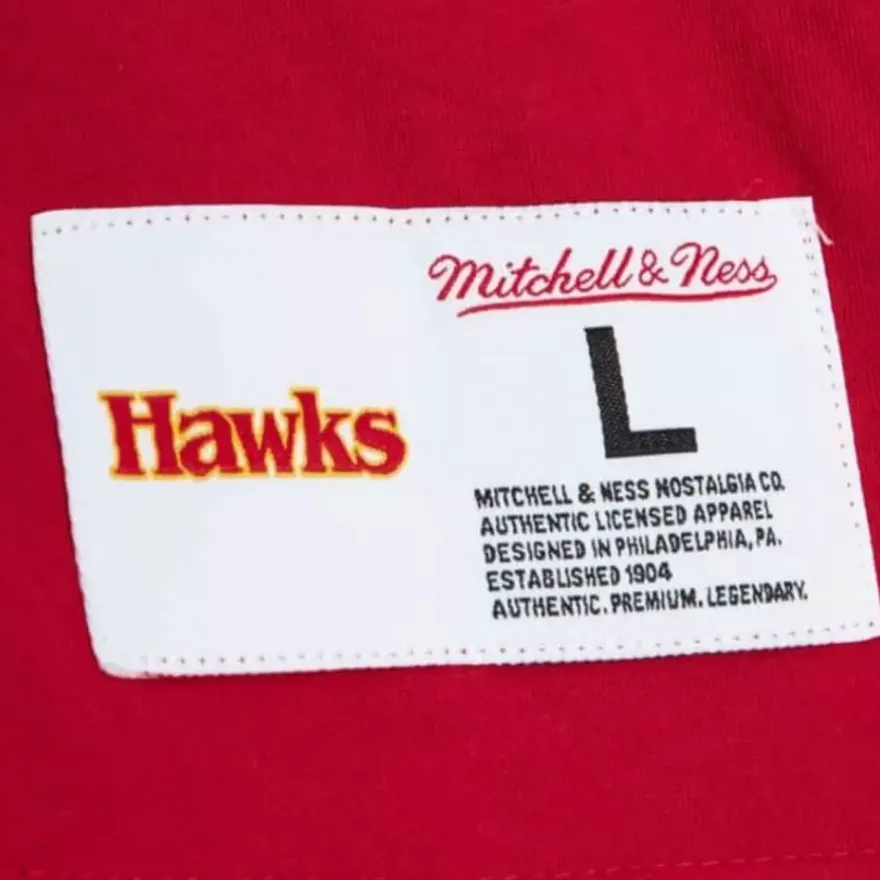 Mitchell & Ness
L
Hawks
MITCHELL & NESS NOSTALGIA CO.
AUTHENTIC LICENSED APPAREL
DESIGNED IN PHILADELPHIA, PA.
ESTABLISHED 1904
AUTHENTIC. PREMIUM. LEGENDARY.